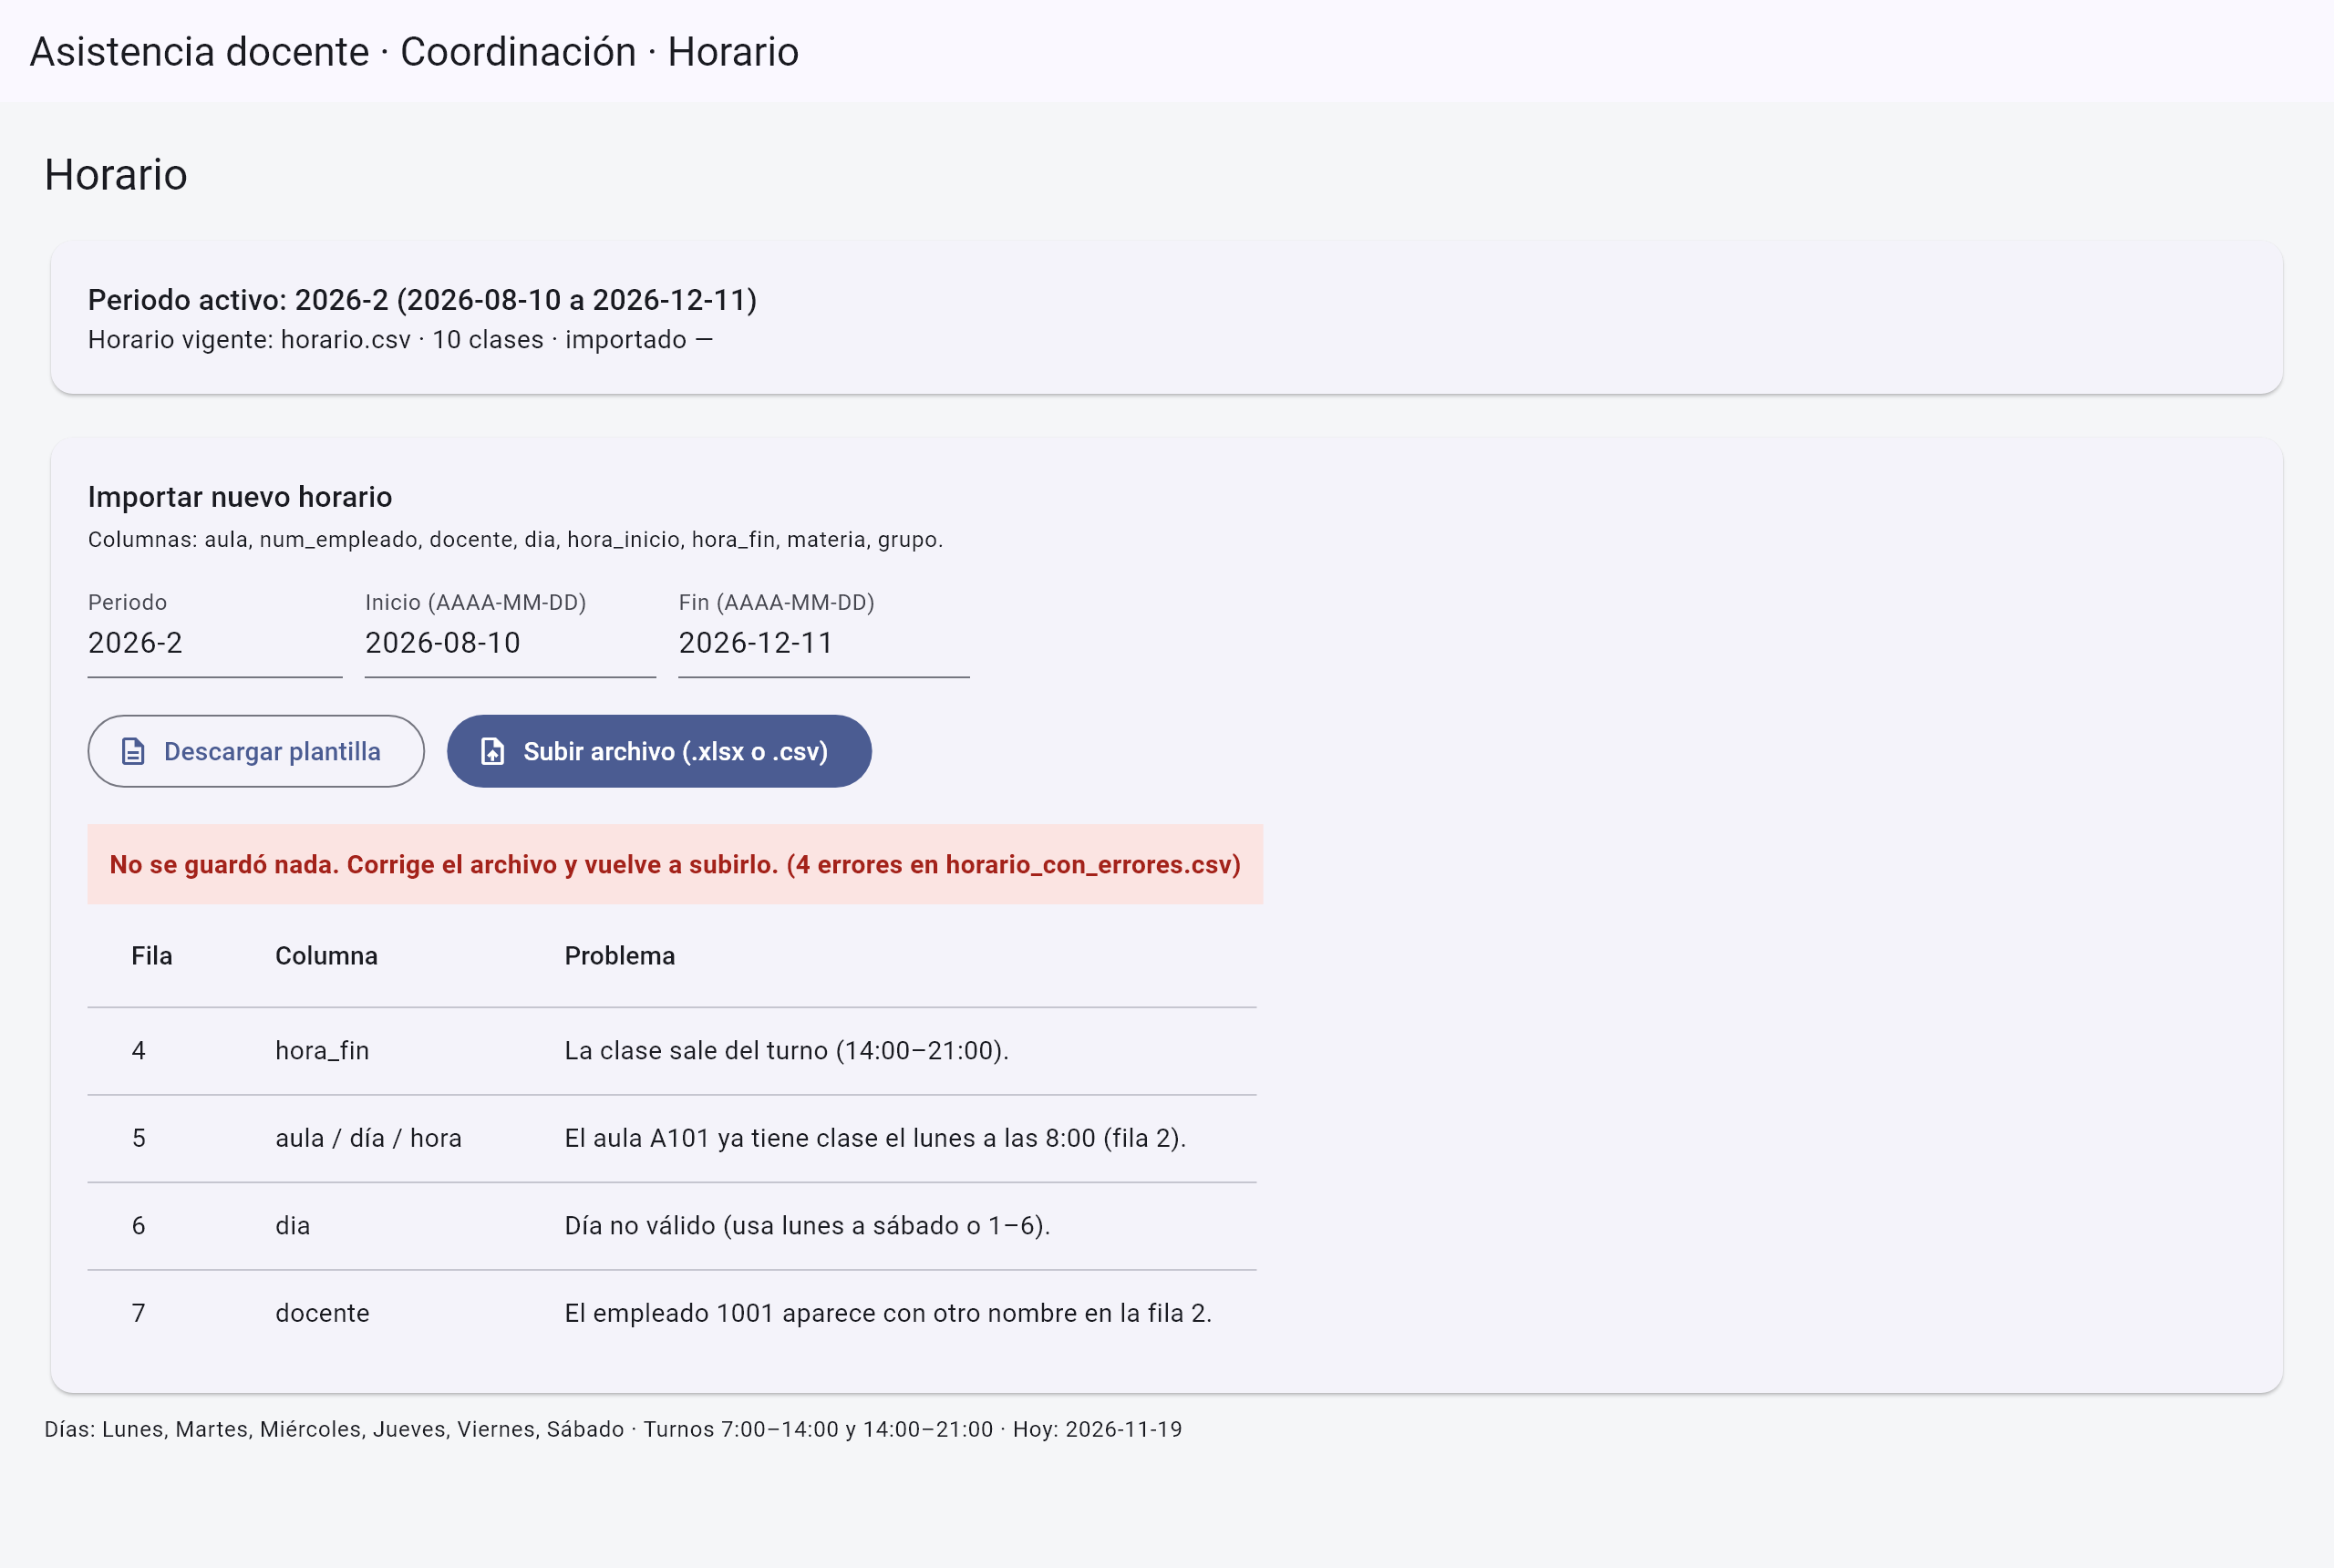 Asistencia docente · Coordinación · Horario
Horario
Periodo activo: 2026-2 (2026-08-10 a 2026-12-11)
Horario vigente: horario.csv · 10 clases · importado —
Importar nuevo horario
Columnas: aula, num_empleado, docente, dia, hora_inicio, hora_fin, materia, grupo.
Periodo Inicio (AAAA-MM-DD) Fin (AAAA-MM-DD)
2026-2 2026-08-10 2026-12-11
Descargar plantilla Subir archivo (.xlsx o .csv)
No se guardó nada. Corrige el archivo y vuelve a subirlo. (4 errores en horario_con_errores.csv)
Fila Columna Problema
4 hora_fin La clase sale del turno (14:00–21:00).
5 aula / día / hora El aula A101 ya tiene clase el lunes a las 8:00 (fila 2).
6 dia Día no válido (usa lunes a sábado o 1–6).
7 docente El empleado 1001 aparece con otro nombre en la fila 2.
Días: Lunes, Martes, Miércoles, Jueves, Viernes, Sábado · Turnos 7:00–14:00 y 14:00–21:00 · Hoy: 2026-11-19